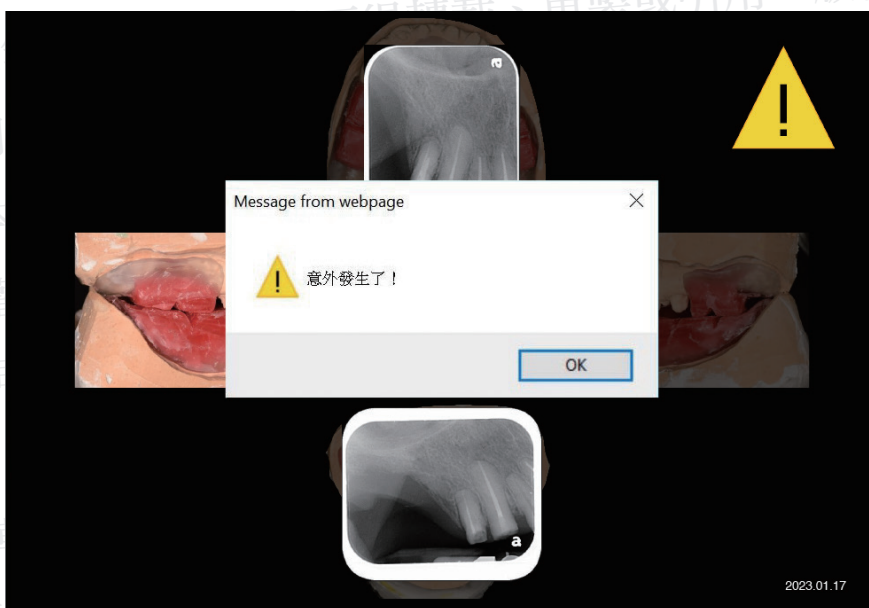 a
Message from webpage
意外發生了！
OK
a
2023.01.17